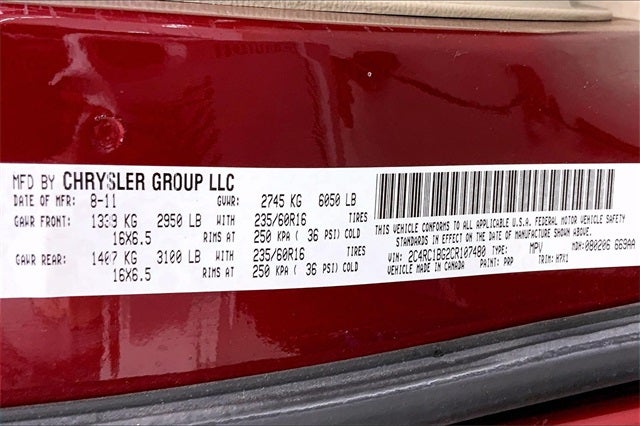 MFD BY CHRYSLER GROUP LLC
DATE OF MFR: 8-11 GVWR: 2745 KG 6050 LB
GAWR FRONT: 1339 KG 2950 LB WITH 235/60R16 TIRES
16X6.5 RIMS AT 250 KPA ( 36 PSI) COLD
GAWR REAR: 1407 KG 3100 LB WITH 235/60R16 TIRES
16X6.5 RIMS AT 250 KPA ( 36 PSI) COLD
THIS VEHICLE CONFORMS TO ALL APPLICABLE U.S.A. FEDERAL MOTOR VEHICLE SAFETY
STANDARDS IN EFFECT ON THE DATE OF MANUFACTURE SHOWN ABOVE.
VIN: 2C4RC1BG2CR107480 TYPE: MPV MDH: 080206 669AA
VEHICLE MADE IN CANADA PAINT: PRP TRIM: H7X1